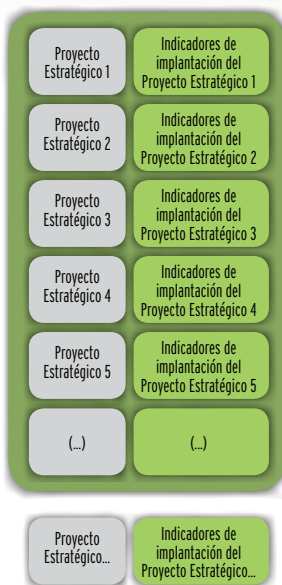 Proyecto
Estratégico 1
Indicadores de
implantación del
Proyecto Estratégico 1
Proyecto
Estratégico 2
Indicadores de
implantación del
Proyecto Estratégico 2
Proyecto
Estratégico 3
Indicadores de
implantación del
Proyecto Estratégico 3
Proyecto
Estratégico 4
Indicadores de
implantación del
Proyecto Estratégico 4
Proyecto
Estratégico 5
Indicadores de
implantación del
Proyecto Estratégico 5
(...)
(...)
Proyecto
Estratégico...
Indicadores de
implantación del
Proyecto Estratégico...